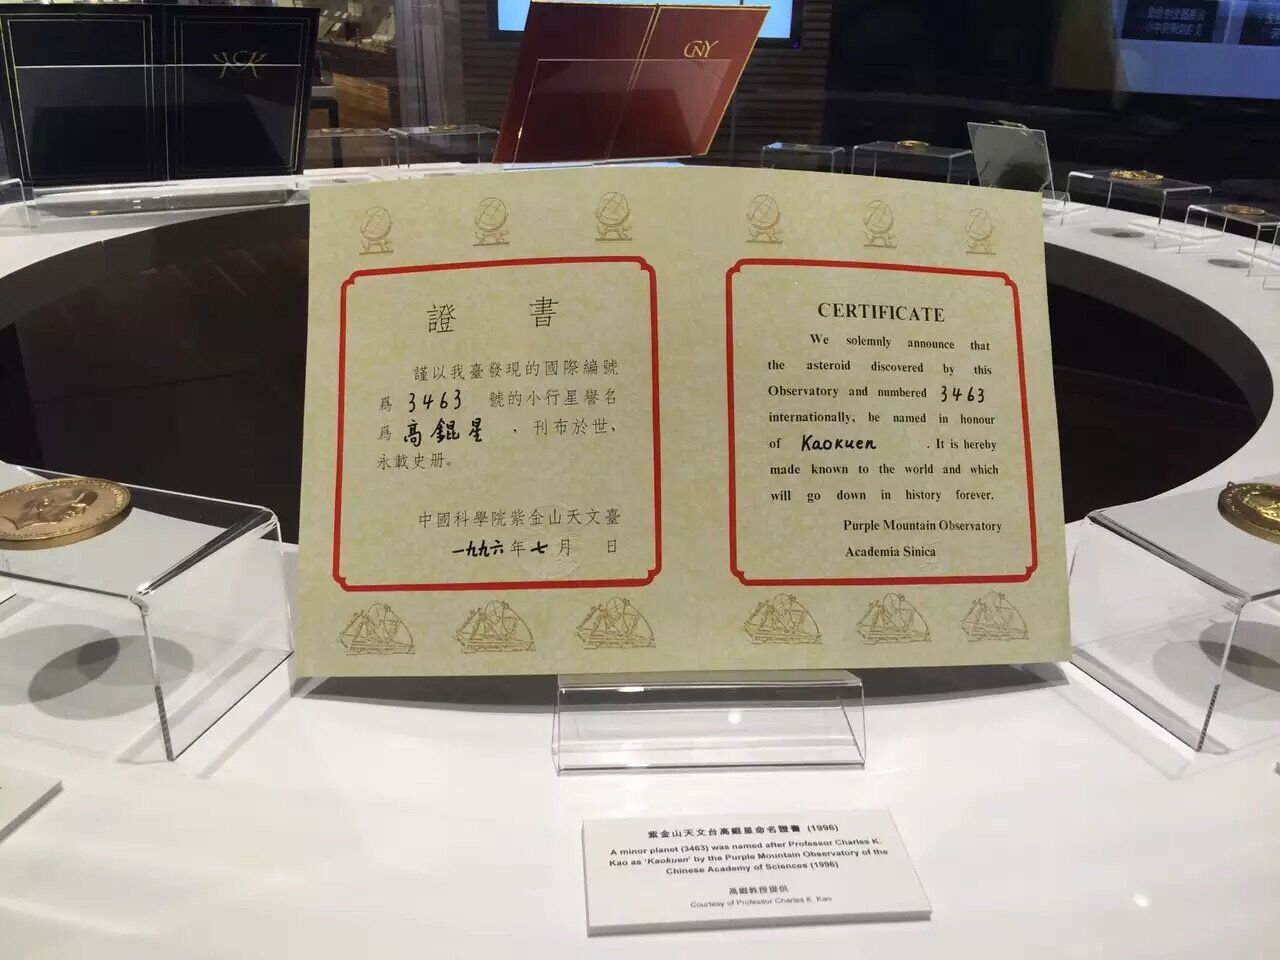 證 書
謹以我臺發現的國際編號
爲 3463 號的小行星譽名
爲 高錕星 ，刊布於世，
永載史册。
中國科學院紫金山天文臺
一九九六年七月 日
CERTIFICATE
We solemnly announce that
the asteroid discovered by this
Observatory and numbered 3463
internationally, be named in honour
of Kaokuen . It is hereby
made known to the world and which
will go down in history forever.
Purple Mountain Observatory
Academia Sinica
紫金山天文台高錕星命名證書 (1996)
A minor planet (3463) was named after Professor Charles K.
Kao as ‘Kaokuen’ by the Purple Mountain Observatory of the
Chinese Academy of Sciences (1996)
高錕教授提供
Courtesy of Professor Charles K. Kao